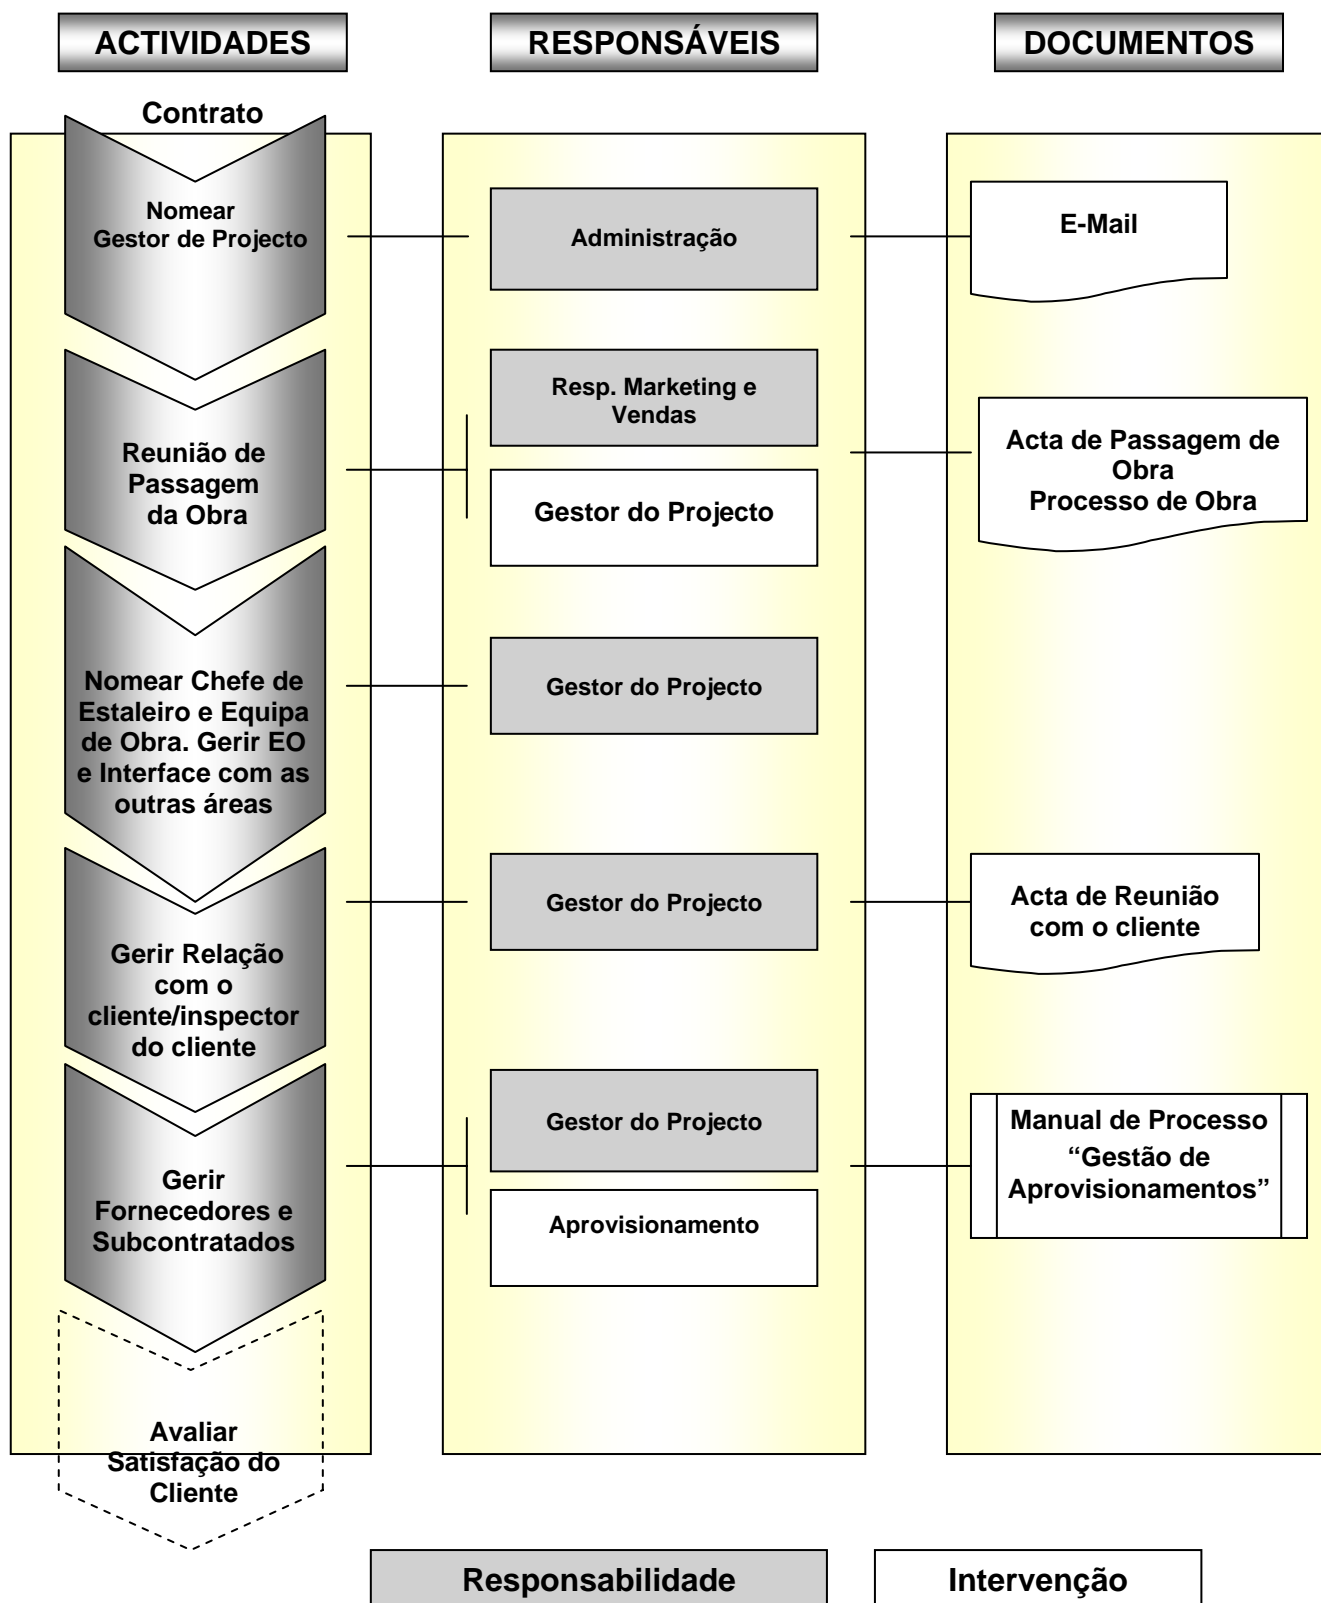 ACTIVIDADES
RESPONSÁVEIS
DOCUMENTOS
Contrato
Nomear
Gestor de Projecto
Administração
E-Mail
Reunião de
Passagem
da Obra
Resp. Marketing e
Vendas
Gestor do Projecto
Acta de Passagem de
Obra
Processo de Obra
Nomear Chefe de
Estaleiro e Equipa
de Obra. Gerir EO
e Interface com as
outras áreas
Gestor do Projecto
Gerir Relação
com o
cliente/inspector
do cliente
Gestor do Projecto
Acta de Reunião
com o cliente
Gerir
Fornecedores e
Subcontratados
Gestor do Projecto
Aprovisionamento
Manual de Processo
“Gestão de
Aprovisionamentos”
Avaliar
Satisfação do
Cliente
Responsabilidade
Intervenção